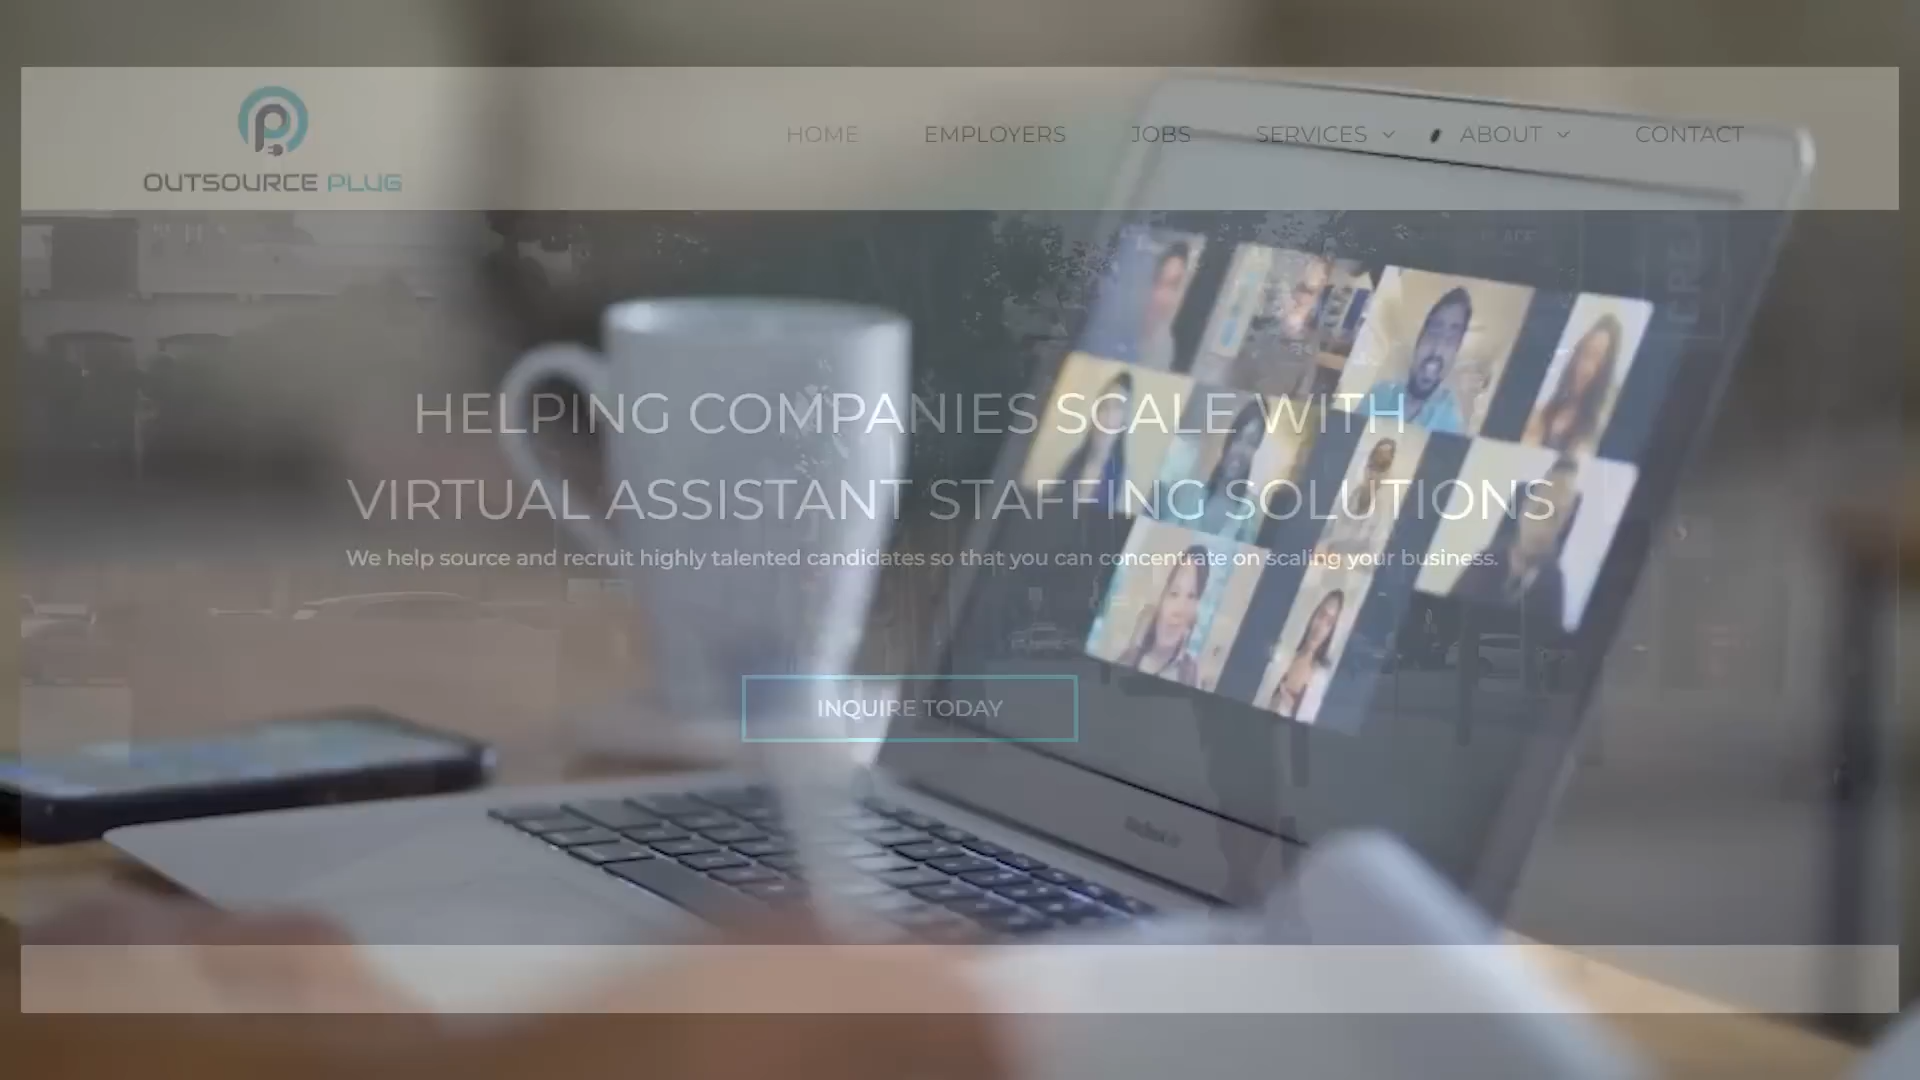 OUTSOURCE PLUG
HOME EMPLOYERS JOBS SERVICES ABOUT CONTACT
HELPING COMPANIES SCALE WITH
VIRTUAL ASSISTANT STAFFING SOLUTIONS
We help source and recruit highly talented candidates so that you can concentrate on scaling your business.
INQUIRE TODAY